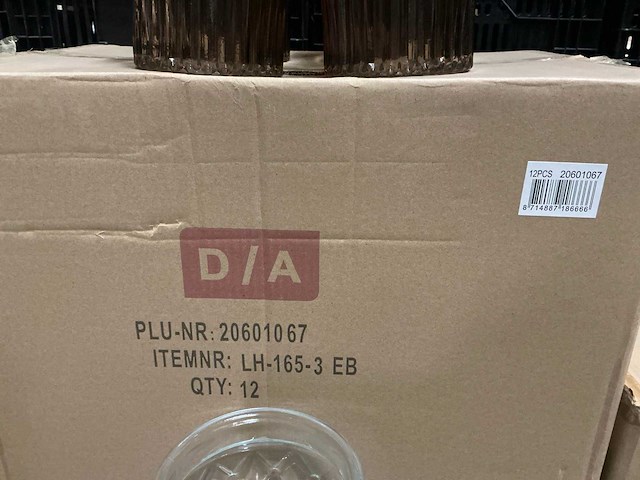 12PCS 20601067
8 714887 186666
D/A
PLU-NR: 20601067
ITEMNR: LH-165-3 EB
QTY: 12